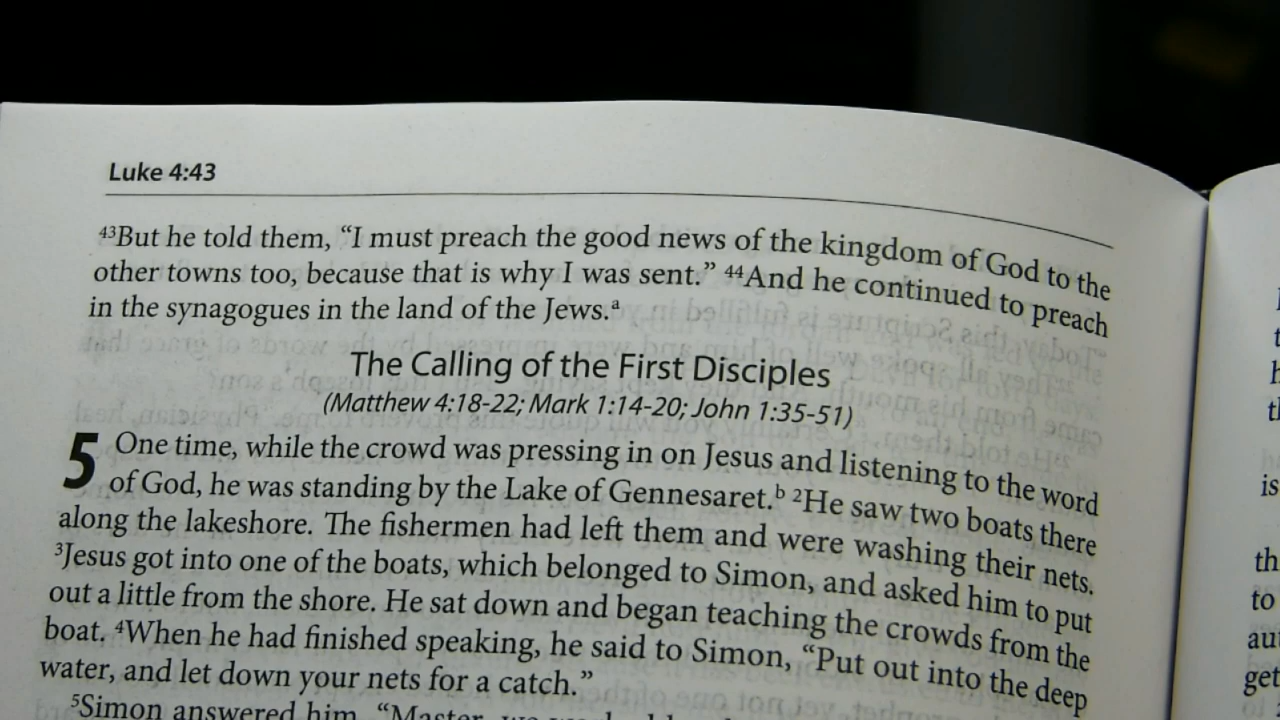 Luke 4:43
⁴³But he told them, “I must preach the good news of the kingdom of God to the
other towns too, because that is why I was sent.” ⁴⁴And he continued to preach
in the synagogues in the land of the Jews.ᵃ
The Calling of the First Disciples
(Matthew 4:18-22; Mark 1:14-20; John 1:35-51)
5 One time, while the crowd was pressing in on Jesus and listening to the word
of God, he was standing by the Lake of Gennesaret.ᵇ ²He saw two boats there
along the lakeshore. The fishermen had left them and were washing their nets.
³Jesus got into one of the boats, which belonged to Simon, and asked him to put
out a little from the shore. He sat down and began teaching the crowds from the
boat. ⁴When he had finished speaking, he said to Simon, “Put out into the deep
water, and let down your nets for a catch.”
⁵Simon answered him, “Master, we
is
to